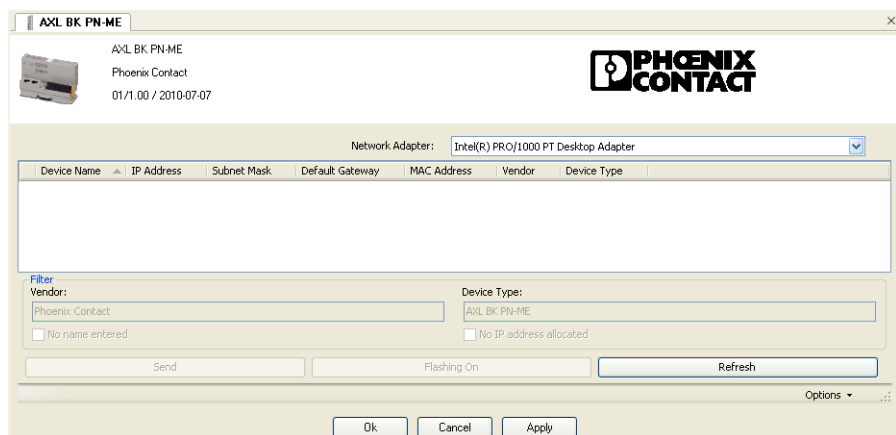 AXL BK PN-ME
AXL BK PN-ME
Phoenix Contact
01/1.00 / 2010-07-07
PHŒNIX
CONTACT
Network Adapter: Intel(R) PRO/1000 PT Desktop Adapter
Device Name IP Address Subnet Mask Default Gateway MAC Address Vendor Device Type
Filter
Vendor: Device Type:
Phoenix Contact AXL BK PN-ME
No name entered No IP address allocated
Send Flashing On Refresh
Options
Ok Cancel Apply